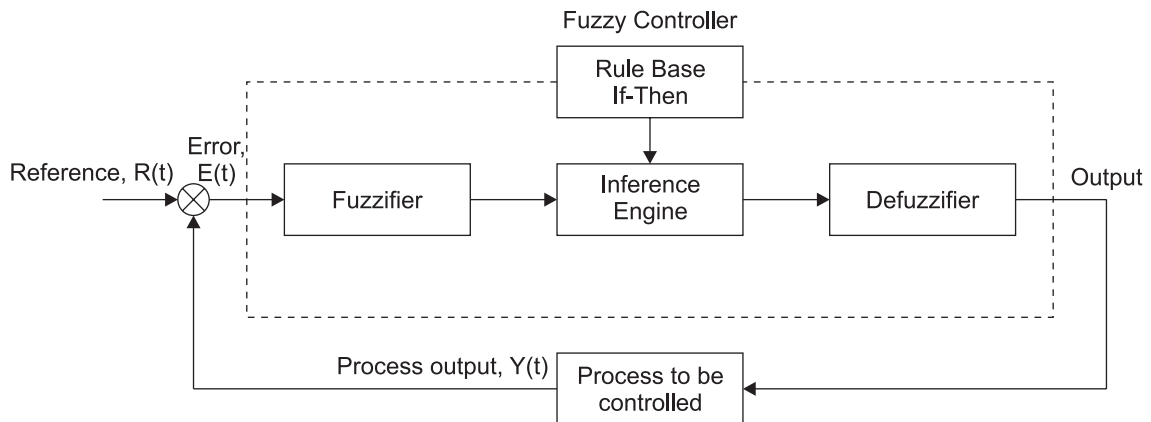 Fuzzy Controller
Rule Base
If-Then
Error,
E(t)
Reference, R(t)
Fuzzifier
Inference
Engine
Defuzzifier
Output
Process output, Y(t)
Process to be
controlled